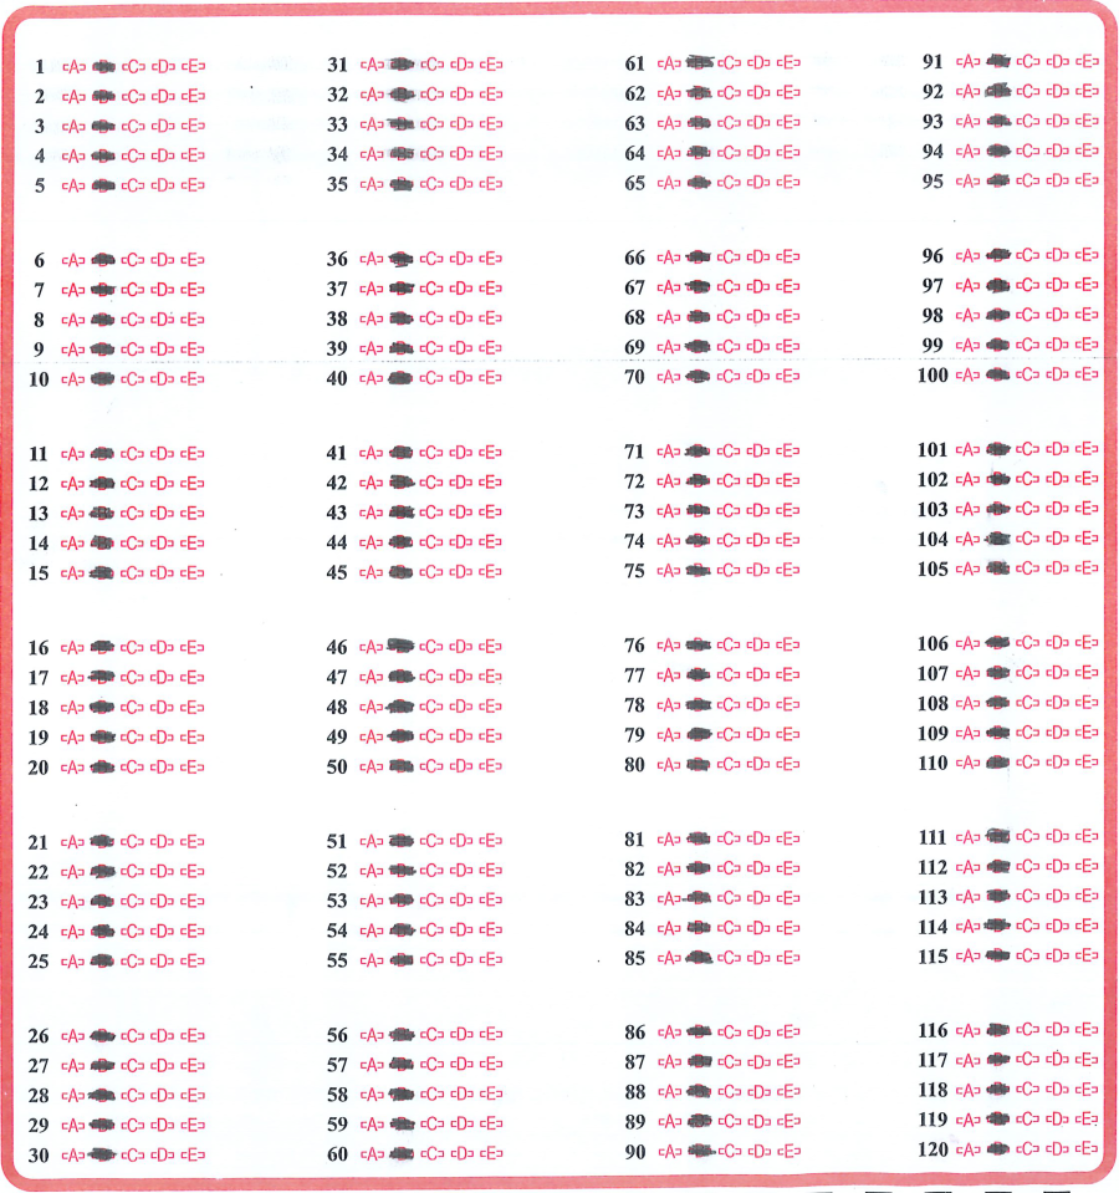 1 [A] [C] [D] [E]
2 [A] [C] [D] [E]
3 [A] [C] [D] [E]
4 [A] [C] [D] [E]
5 [A] [C] [D] [E]
6 [A] [C] [D] [E]
7 [A] [C] [D] [E]
8 [A] [C] [D] [E]
9 [A] [C] [D] [E]
10 [A] [C] [D] [E]
11 [A] [C] [D] [E]
12 [A] [C] [D] [E]
13 [A] [C] [D] [E]
14 [A] [C] [D] [E]
15 [A] [C] [D] [E]
16 [A] [C] [D] [E]
17 [A] [C] [D] [E]
18 [A] [C] [D] [E]
19 [A] [C] [D] [E]
20 [A] [C] [D] [E]
21 [A] [C] [D] [E]
22 [A] [C] [D] [E]
23 [A] [C] [D] [E]
24 [A] [C] [D] [E]
25 [A] [C] [D] [E]
26 [A] [C] [D] [E]
27 [A] [C] [D] [E]
28 [A] [C] [D] [E]
29 [A] [C] [D] [E]
30 [A] [C] [D] [E]
31 [A] [C] [D] [E]
32 [A] [C] [D] [E]
33 [A] [C] [D] [E]
34 [A] [C] [D] [E]
35 [A] [C] [D] [E]
36 [A] [C] [D] [E]
37 [A] [C] [D] [E]
38 [A] [C] [D] [E]
39 [A] [C] [D] [E]
40 [A] [C] [D] [E]
41 [A] [C] [D] [E]
42 [A] [C] [D] [E]
43 [A] [C] [D] [E]
44 [A] [C] [D] [E]
45 [A] [C] [D] [E]
46 [A] [C] [D] [E]
47 [A] [C] [D] [E]
48 [A] [C] [D] [E]
49 [A] [C] [D] [E]
50 [A] [C] [D] [E]
51 [A] [C] [D] [E]
52 [A] [C] [D] [E]
53 [A] [C] [D] [E]
54 [A] [C] [D] [E]
55 [A] [C] [D] [E]
56 [A] [C] [D] [E]
57 [A] [C] [D] [E]
58 [A] [C] [D] [E]
59 [A] [C] [D] [E]
60 [A] [C] [D] [E]
61 [A] [C] [D] [E]
62 [A] [C] [D] [E]
63 [A] [C] [D] [E]
64 [A] [C] [D] [E]
65 [A] [C] [D] [E]
66 [A] [C] [D] [E]
67 [A] [C] [D] [E]
68 [A] [C] [D] [E]
69 [A] [C] [D] [E]
70 [A] [C] [D] [E]
71 [A] [C] [D] [E]
72 [A] [C] [D] [E]
73 [A] [C] [D] [E]
74 [A] [C] [D] [E]
75 [A] [C] [D] [E]
76 [A] [C] [D] [E]
77 [A] [C] [D] [E]
78 [A] [C] [D] [E]
79 [A] [C] [D] [E]
80 [A] [C] [D] [E]
81 [A] [C] [D] [E]
82 [A] [C] [D] [E]
83 [A] [C] [D] [E]
84 [A] [C] [D] [E]
85 [A] [C] [D] [E]
86 [A] [C] [D] [E]
87 [A] [C] [D] [E]
88 [A] [C] [D] [E]
89 [A] [C] [D] [E]
90 [A] [C] [D] [E]
91 [A] [C] [D] [E]
92 [A] [C] [D] [E]
93 [A] [C] [D] [E]
94 [A] [C] [D] [E]
95 [A] [C] [D] [E]
96 [A] [C] [D] [E]
97 [A] [C] [D] [E]
98 [A] [C] [D] [E]
99 [A] [C] [D] [E]
100 [A] [C] [D] [E]
101 [A] [C] [D] [E]
102 [A] [C] [D] [E]
103 [A] [C] [D] [E]
104 [A] [C] [D] [E]
105 [A] [C] [D] [E]
106 [A] [C] [D] [E]
107 [A] [C] [D] [E]
108 [A] [C] [D] [E]
109 [A] [C] [D] [E]
110 [A] [C] [D] [E]
111 [A] [C] [D] [E]
112 [A] [C] [D] [E]
113 [A] [C] [D] [E]
114 [A] [C] [D] [E]
115 [A] [C] [D] [E]
116 [A] [C] [D] [E]
117 [A] [C] [D] [E]
118 [A] [C] [D] [E]
119 [A] [C] [D] [E]
120 [A] [C] [D] [E]